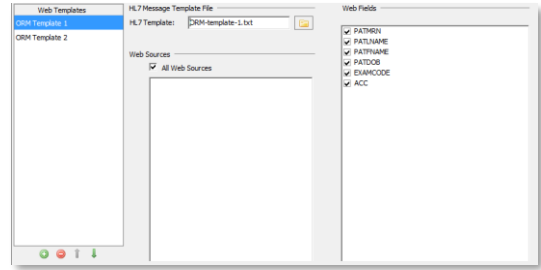 Web Templates
ORM Template 1
ORM Template 2
HL7 Message Template File
HL7 Template:
ORM-template-1.txt
Web Sources
All Web Sources
Web Fields
PATMRN
PATLNAME
PATFNAME
PATDOB
EXAMCODE
ACC